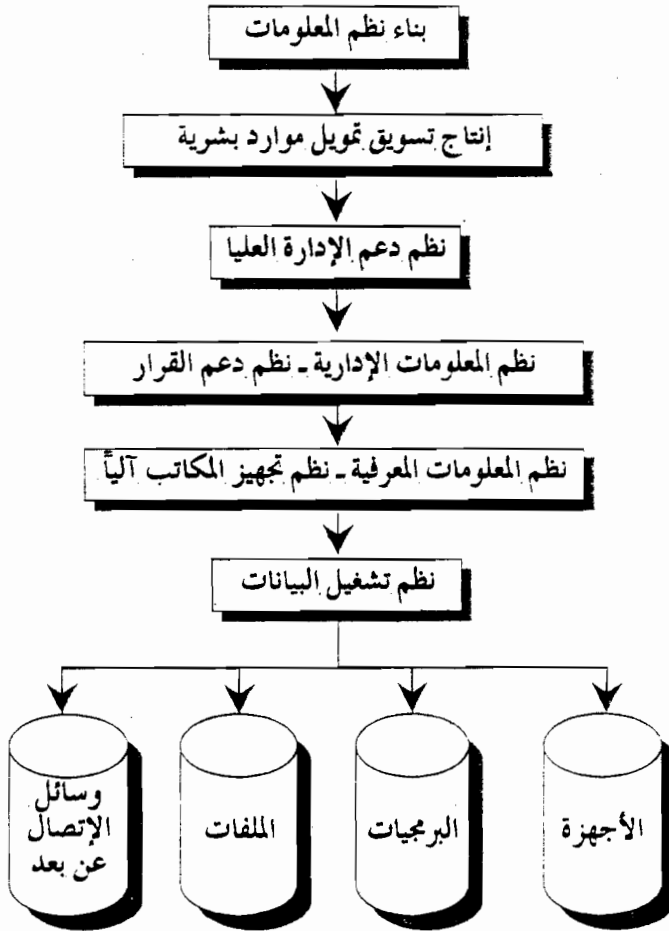 بناء نظم المعلومات
إنتاج تسويق تمويل موارد بشرية
نظم دعم الإدارة العليا
نظم المعلومات الإدارية ـ نظم دعم القرار
نظم المعلومات المعرفية ـ نظم تجهيز المكاتب آلياً
نظم تشغيل البيانات
الأجهزة
البرمجيات
الملفات
وسائل
الإتصال
عن بعد